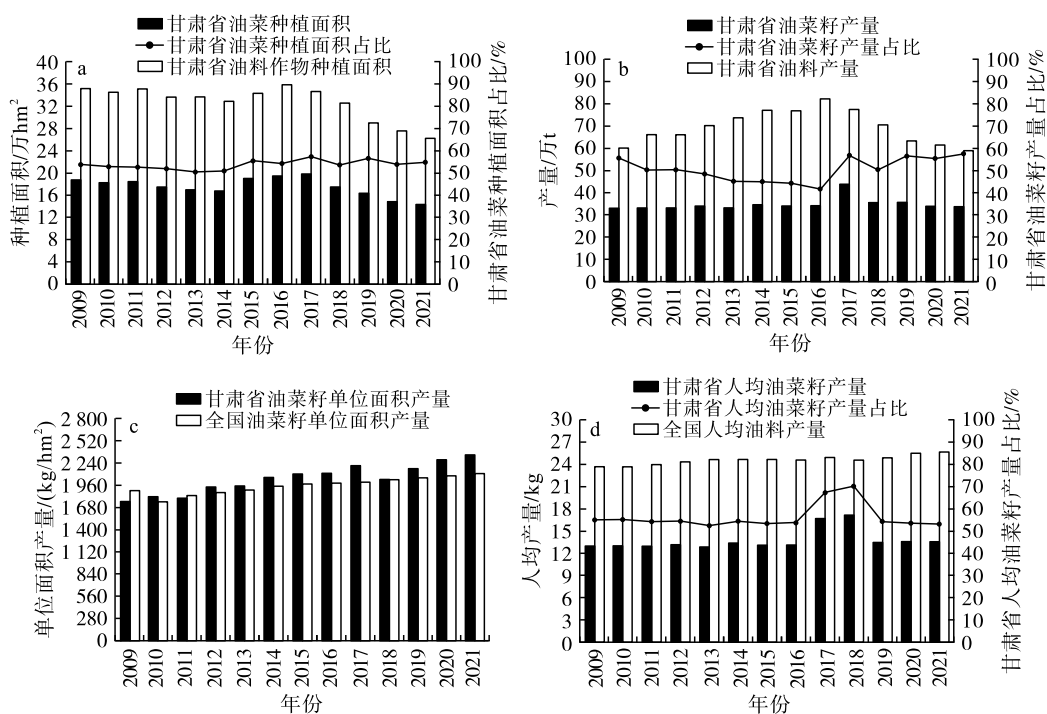 甘肃省油菜种植面积
甘肃省油菜种植面积占比
甘肃省油料作物种植面积
a
种植面积/万hm²
40
36
32
28
24
20
16
12
8
4
0
100
90
80
70
60
50
40
30
20
10
0
甘肃省油菜种植面积占比/%
2009 2010 2011 2012 2013 2014 2015 2016 2017 2018 2019 2020 2021
年份
甘肃省油菜籽产量
甘肃省油菜籽产量占比
甘肃省油料产量
b
产量/万t
100
90
80
70
60
50
40
30
20
10
0
100
90
80
70
60
50
40
30
20
10
0
甘肃省油菜籽产量占比/%
2009 2010 2011 2012 2013 2014 2015 2016 2017 2018 2019 2020 2021
年份
甘肃省油菜籽单位面积产量
全国油菜籽单位面积产量
c
单位面积产量/(kg/hm²)
2 800
2 520
2 240
1 960
1 680
1 400
1 120
840
560
280
0
2009 2010 2011 2012 2013 2014 2015 2016 2017 2018 2019 2020 2021
年份
甘肃省人均油菜籽产量
甘肃省人均油菜籽产量占比
全国人均油料产量
d
人均产量/kg
30
27
24
21
18
15
12
9
6
3
0
100
90
80
70
60
50
40
30
20
10
0
甘肃省人均油菜籽产量占比/%
2009 2010 2011 2012 2013 2014 2015 2016 2017 2018 2019 2020 2021
年份